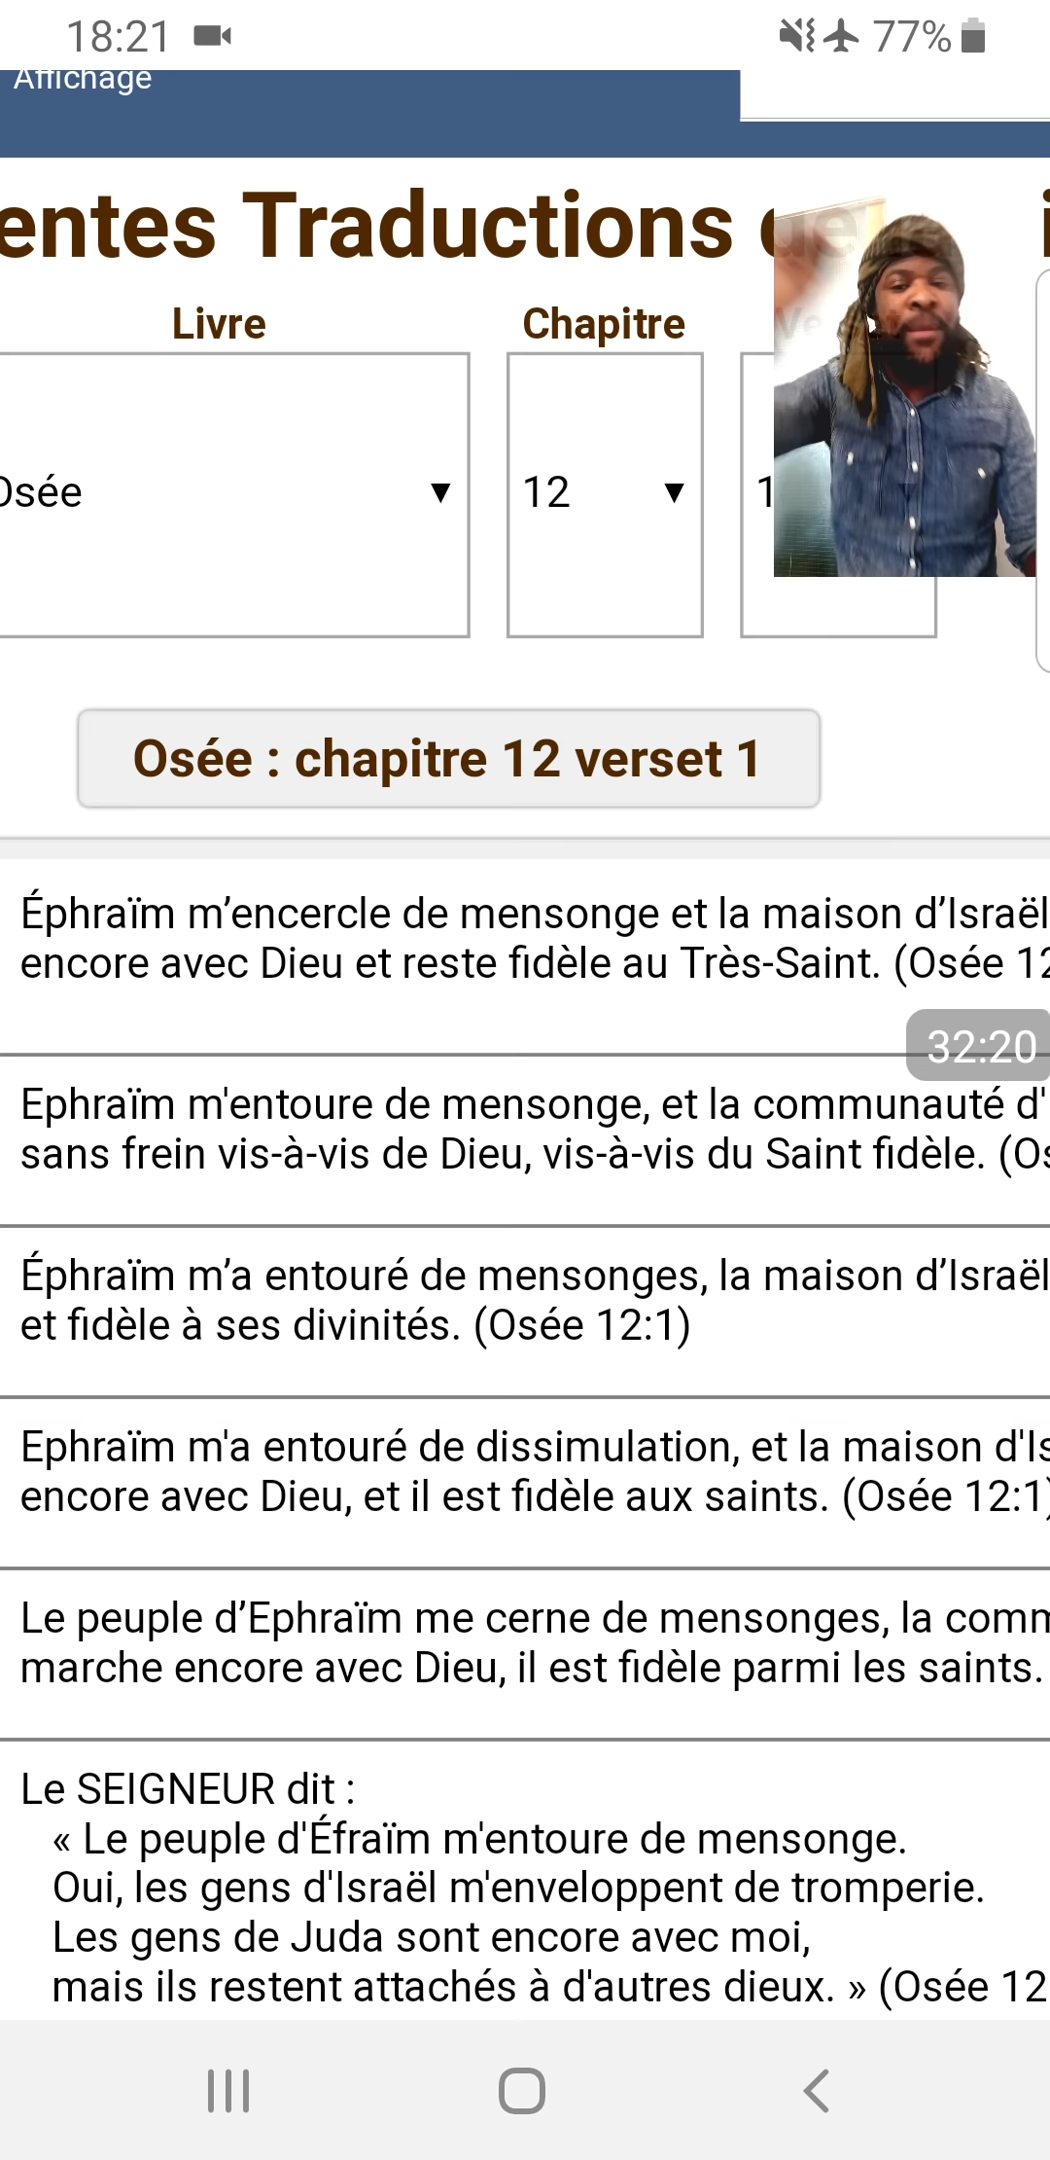 18:21
77%
Affichage
entes Traductions de
Livre
Chapitre
Osée
12
1
Osée : chapitre 12 verset 1
Éphraïm m’encercle de mensonge et la maison d’Israël
encore avec Dieu et reste fidèle au Très-Saint. (Osée 12
32:20
Ephraïm m'entoure de mensonge, et la communauté d'
sans frein vis-à-vis de Dieu, vis-à-vis du Saint fidèle. (Os
Éphraïm m’a entouré de mensonges, la maison d’Israël
et fidèle à ses divinités. (Osée 12:1)
Ephraïm m'a entouré de dissimulation, et la maison d'Is
encore avec Dieu, et il est fidèle aux saints. (Osée 12:1)
Le peuple d’Ephraïm me cerne de mensonges, la comm
marche encore avec Dieu, il est fidèle parmi les saints.
Le SEIGNEUR dit :
« Le peuple d'Éfraïm m'entoure de mensonge.
Oui, les gens d'Israël m'enveloppent de tromperie.
Les gens de Juda sont encore avec moi,
mais ils restent attachés à d'autres dieux. » (Osée 12